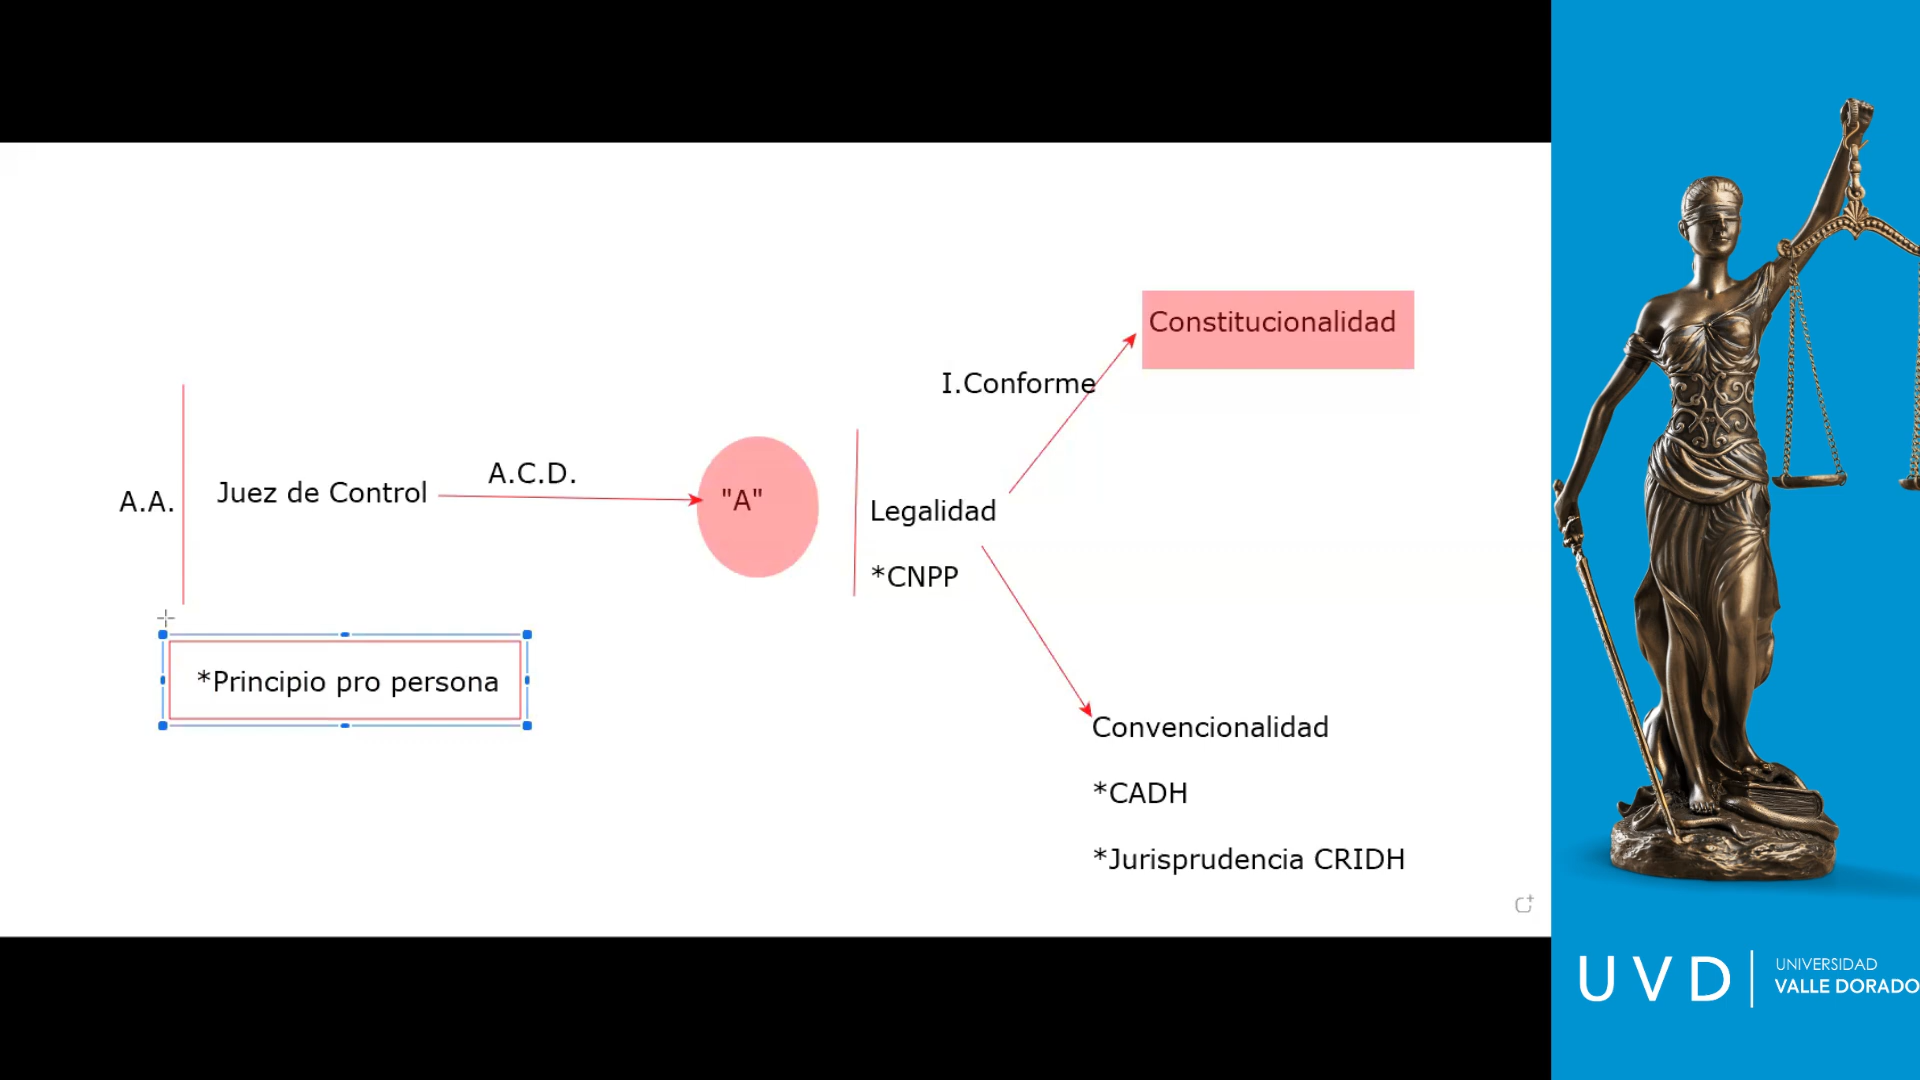 Constitucionalidad
I.Conforme
A.C.D.
A.A.
Juez de Control
"A"
Legalidad
*CNPP
*Principio pro persona
Convencionalidad
*CADH
*Jurisprudencia CRIDH
UVD
UNIVERSIDAD
VALLE DORADO